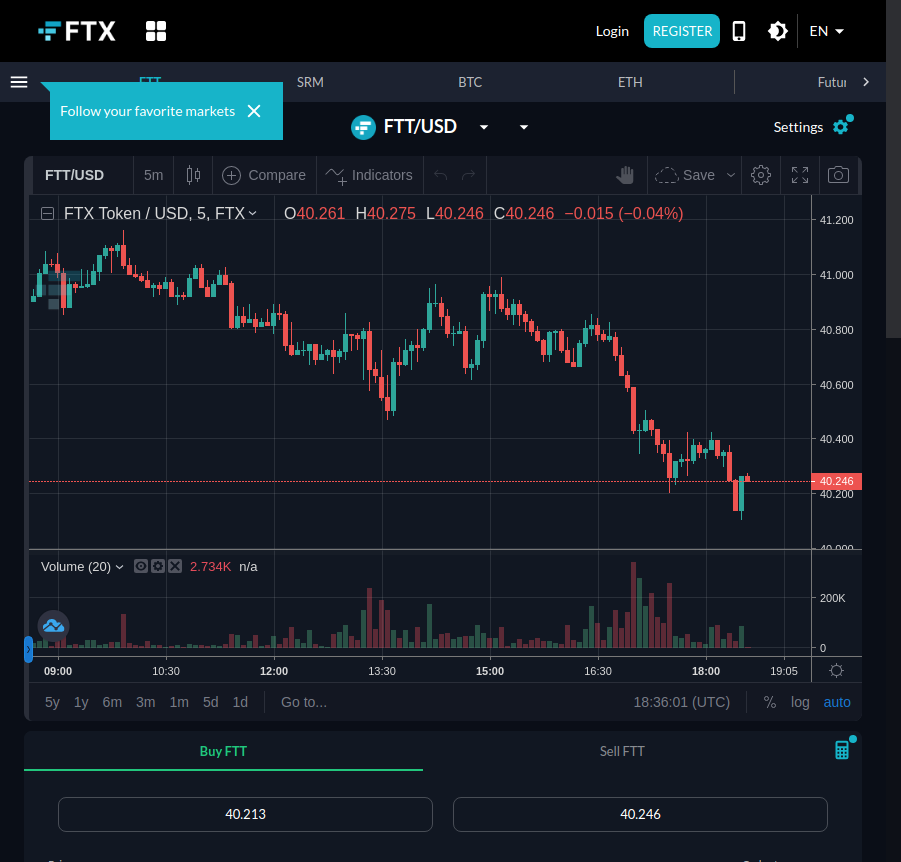 FTX
Login
REGISTER
EN
FTT
SRM
BTC
ETH
Futur
Follow your favorite markets
FTT/USD
Settings
FTT/USD
5m
Compare
Indicators
Save
FTX Token / USD, 5, FTX
O40.261 H40.275 L40.246 C40.246 −0.015 (−0.04%)
41.200
41.000
40.800
40.600
40.400
40.246
40.200
40.000
Volume (20)
2.734K n/a
200K
0
09:00
10:30
12:00
13:30
15:00
16:30
18:00
19:05
5y 1y 6m 3m 1m 5d 1d
Go to...
18:36:01 (UTC)
%
log
auto
Buy FTT
Sell FTT
40.213
40.246